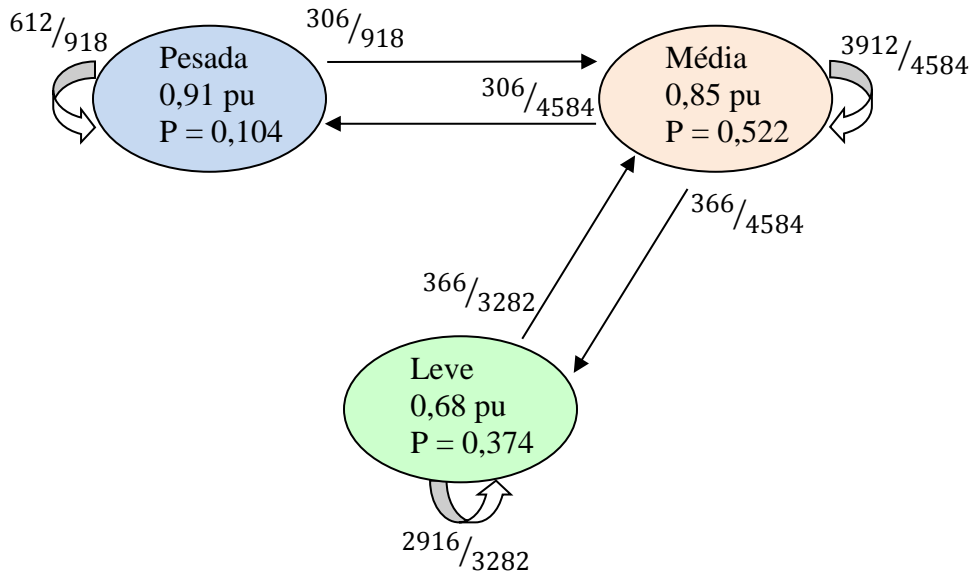 612/918
Pesada
0,91 pu
P = 0,104
306/918
306/4584
Média
0,85 pu
P = 0,522
3912/4584
366/4584
366/3282
Leve
0,68 pu
P = 0,374
2916/3282